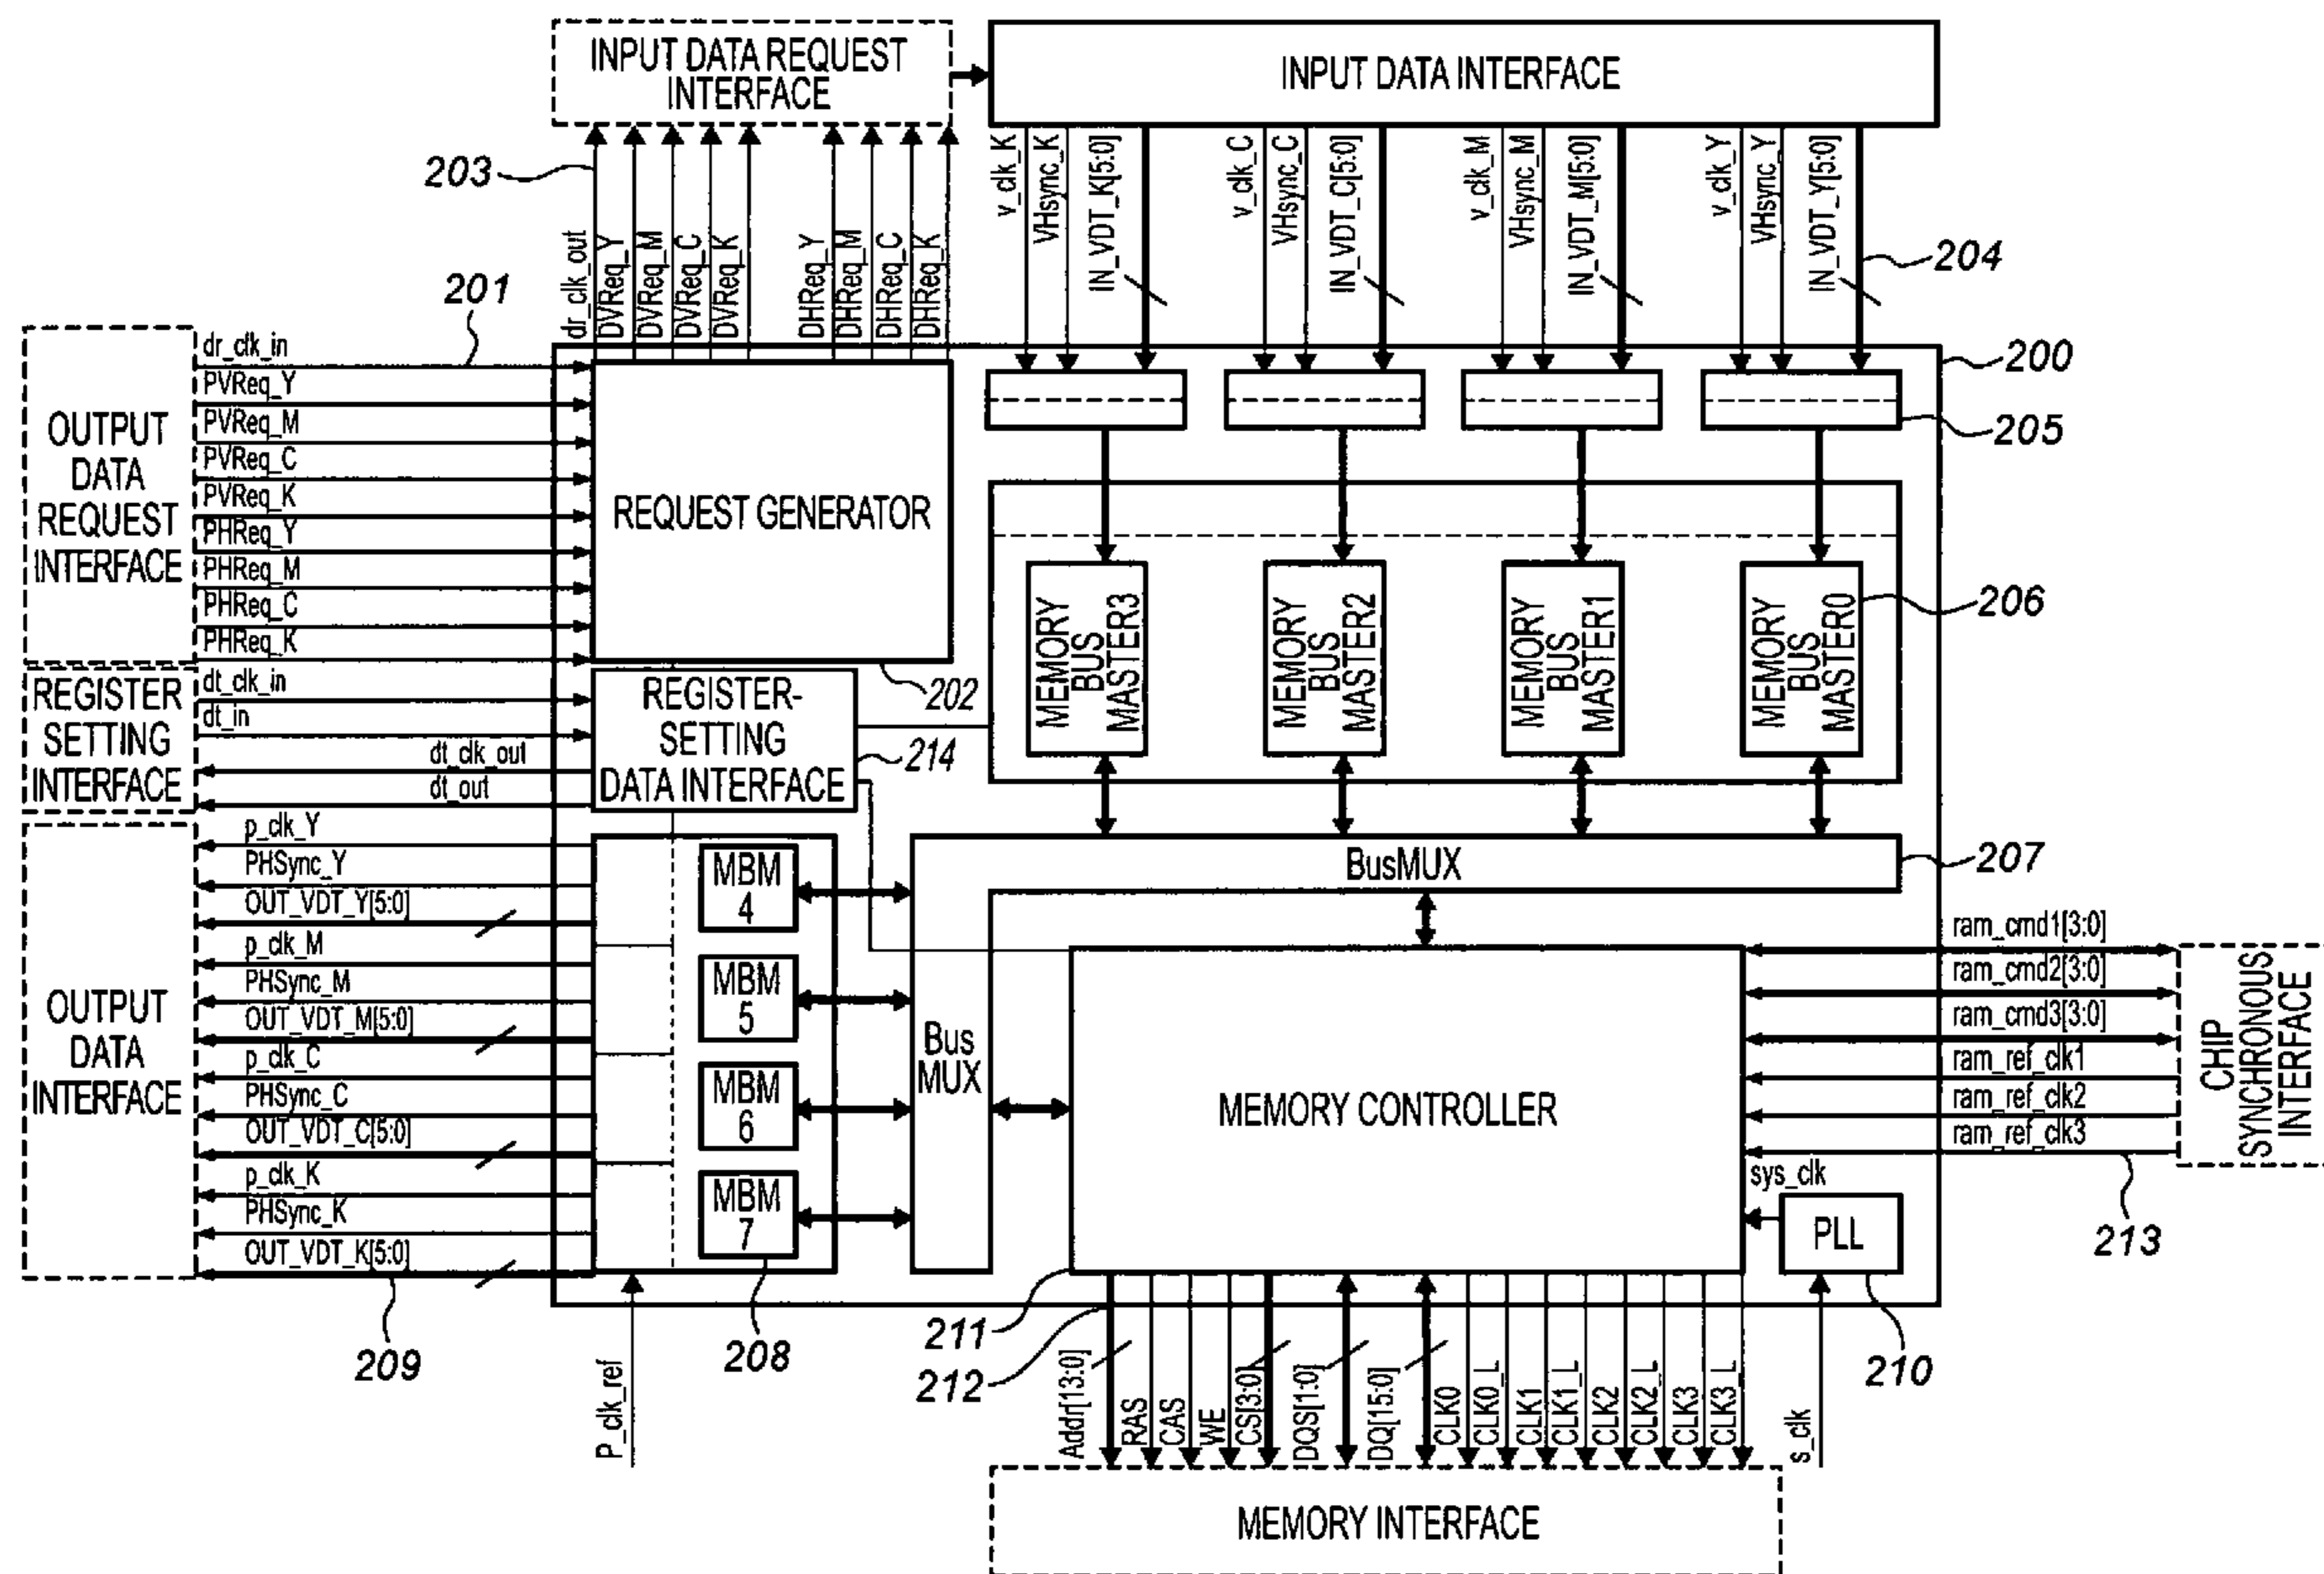 INPUT DATA REQUEST
INTERFACE
INPUT DATA INTERFACE
203
dr_clk_out
DVReq_Y
DVReq_M
DVReq_C
DVReq_K
DHReq_Y
DHReq_M
DHReq_C
DHReq_K
v_clk_K
VHsync_K
IN_VDT_K[5:0]
v_clk_C
VHsync_C
IN_VDT_C[5:0]
v_clk_M
VHsync_M
IN_VDT_M[5:0]
v_clk_Y
VHsync_Y
IN_VDT_Y[5:0]
204
201
200
205
OUTPUT
DATA
REQUEST
INTERFACE
dr_clk_in
PVReq_Y
PVReq_M
PVReq_C
PVReq_K
PHReq_Y
PHReq_M
PHReq_C
PHReq_K
REQUEST GENERATOR
202
MEMORY
BUS
MASTER3
MEMORY
BUS
MASTER2
MEMORY
BUS
MASTER1
MEMORY
BUS
MASTER0
206
REGISTER
SETTING
INTERFACE
dt_clk_in
dt_in
dt_clk_out
dt_out
REGISTER-
SETTING
DATA INTERFACE
214
OUTPUT
DATA
INTERFACE
p_clk_Y
PHSync_Y
OUT_VDT_Y[5:0]
p_clk_M
PHSync_M
OUT_VDT_M[5:0]
p_clk_C
PHSync_C
OUT_VDT_C[5:0]
p_clk_K
PHSync_K
OUT_VDT_K[5:0]
209
MBM
4
MBM
5
MBM
6
MBM
7
208
BusMUX
207
Bus
MUX
MEMORY CONTROLLER
211
212
ram_cmd1[3:0]
ram_cmd2[3:0]
ram_cmd3[3:0]
ram_ref_clk1
ram_ref_clk2
ram_ref_clk3
213
CHIP
SYNCHRONOUS
INTERFACE
sys_clk
PLL
210
P_clk_ref
Addr[13:0]
RAS
CAS
WE
CS[3:0]
DQS[1:0]
DQ[15:0]
CLK0
CLK0_L
CLK1
CLK1_L
CLK2
CLK2_L
CLK3
CLK3_L
s_clk
MEMORY INTERFACE